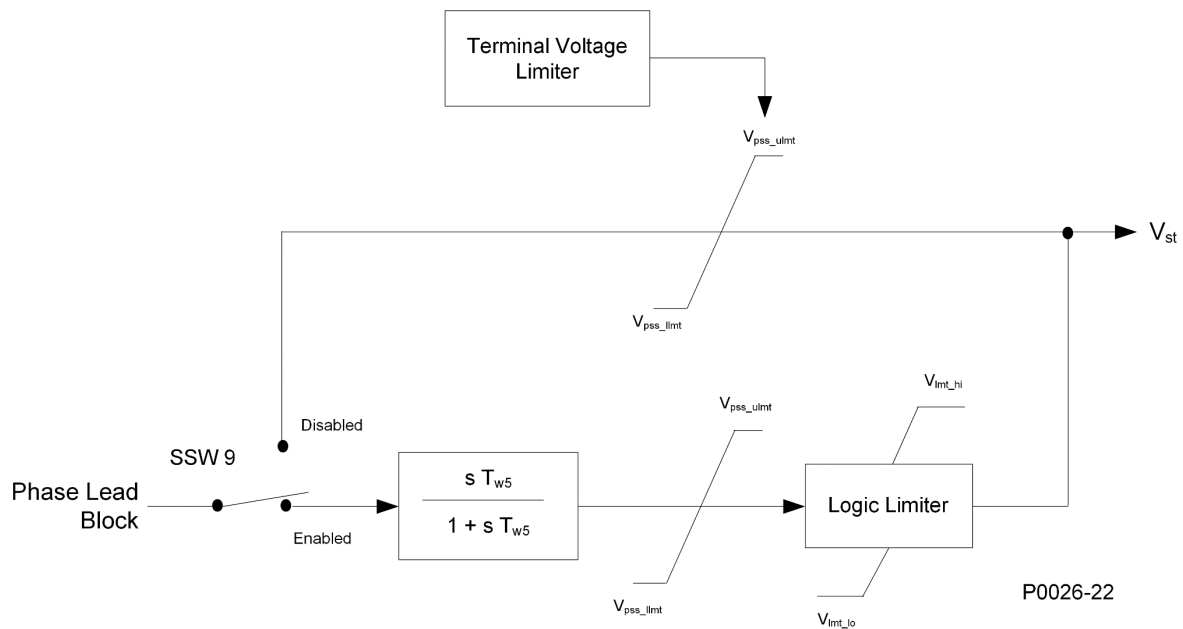 Terminal Voltage
Limiter
Vpss_ulmt
Vst
Vpss_llmt
Vlmt_hi
Vpss_ulmt
Disabled
SSW 9
Phase Lead
Block
s Tw5
1 + s Tw5
Logic Limiter
Enabled
Vpss_llmt
Vlmt_lo
P0026-22